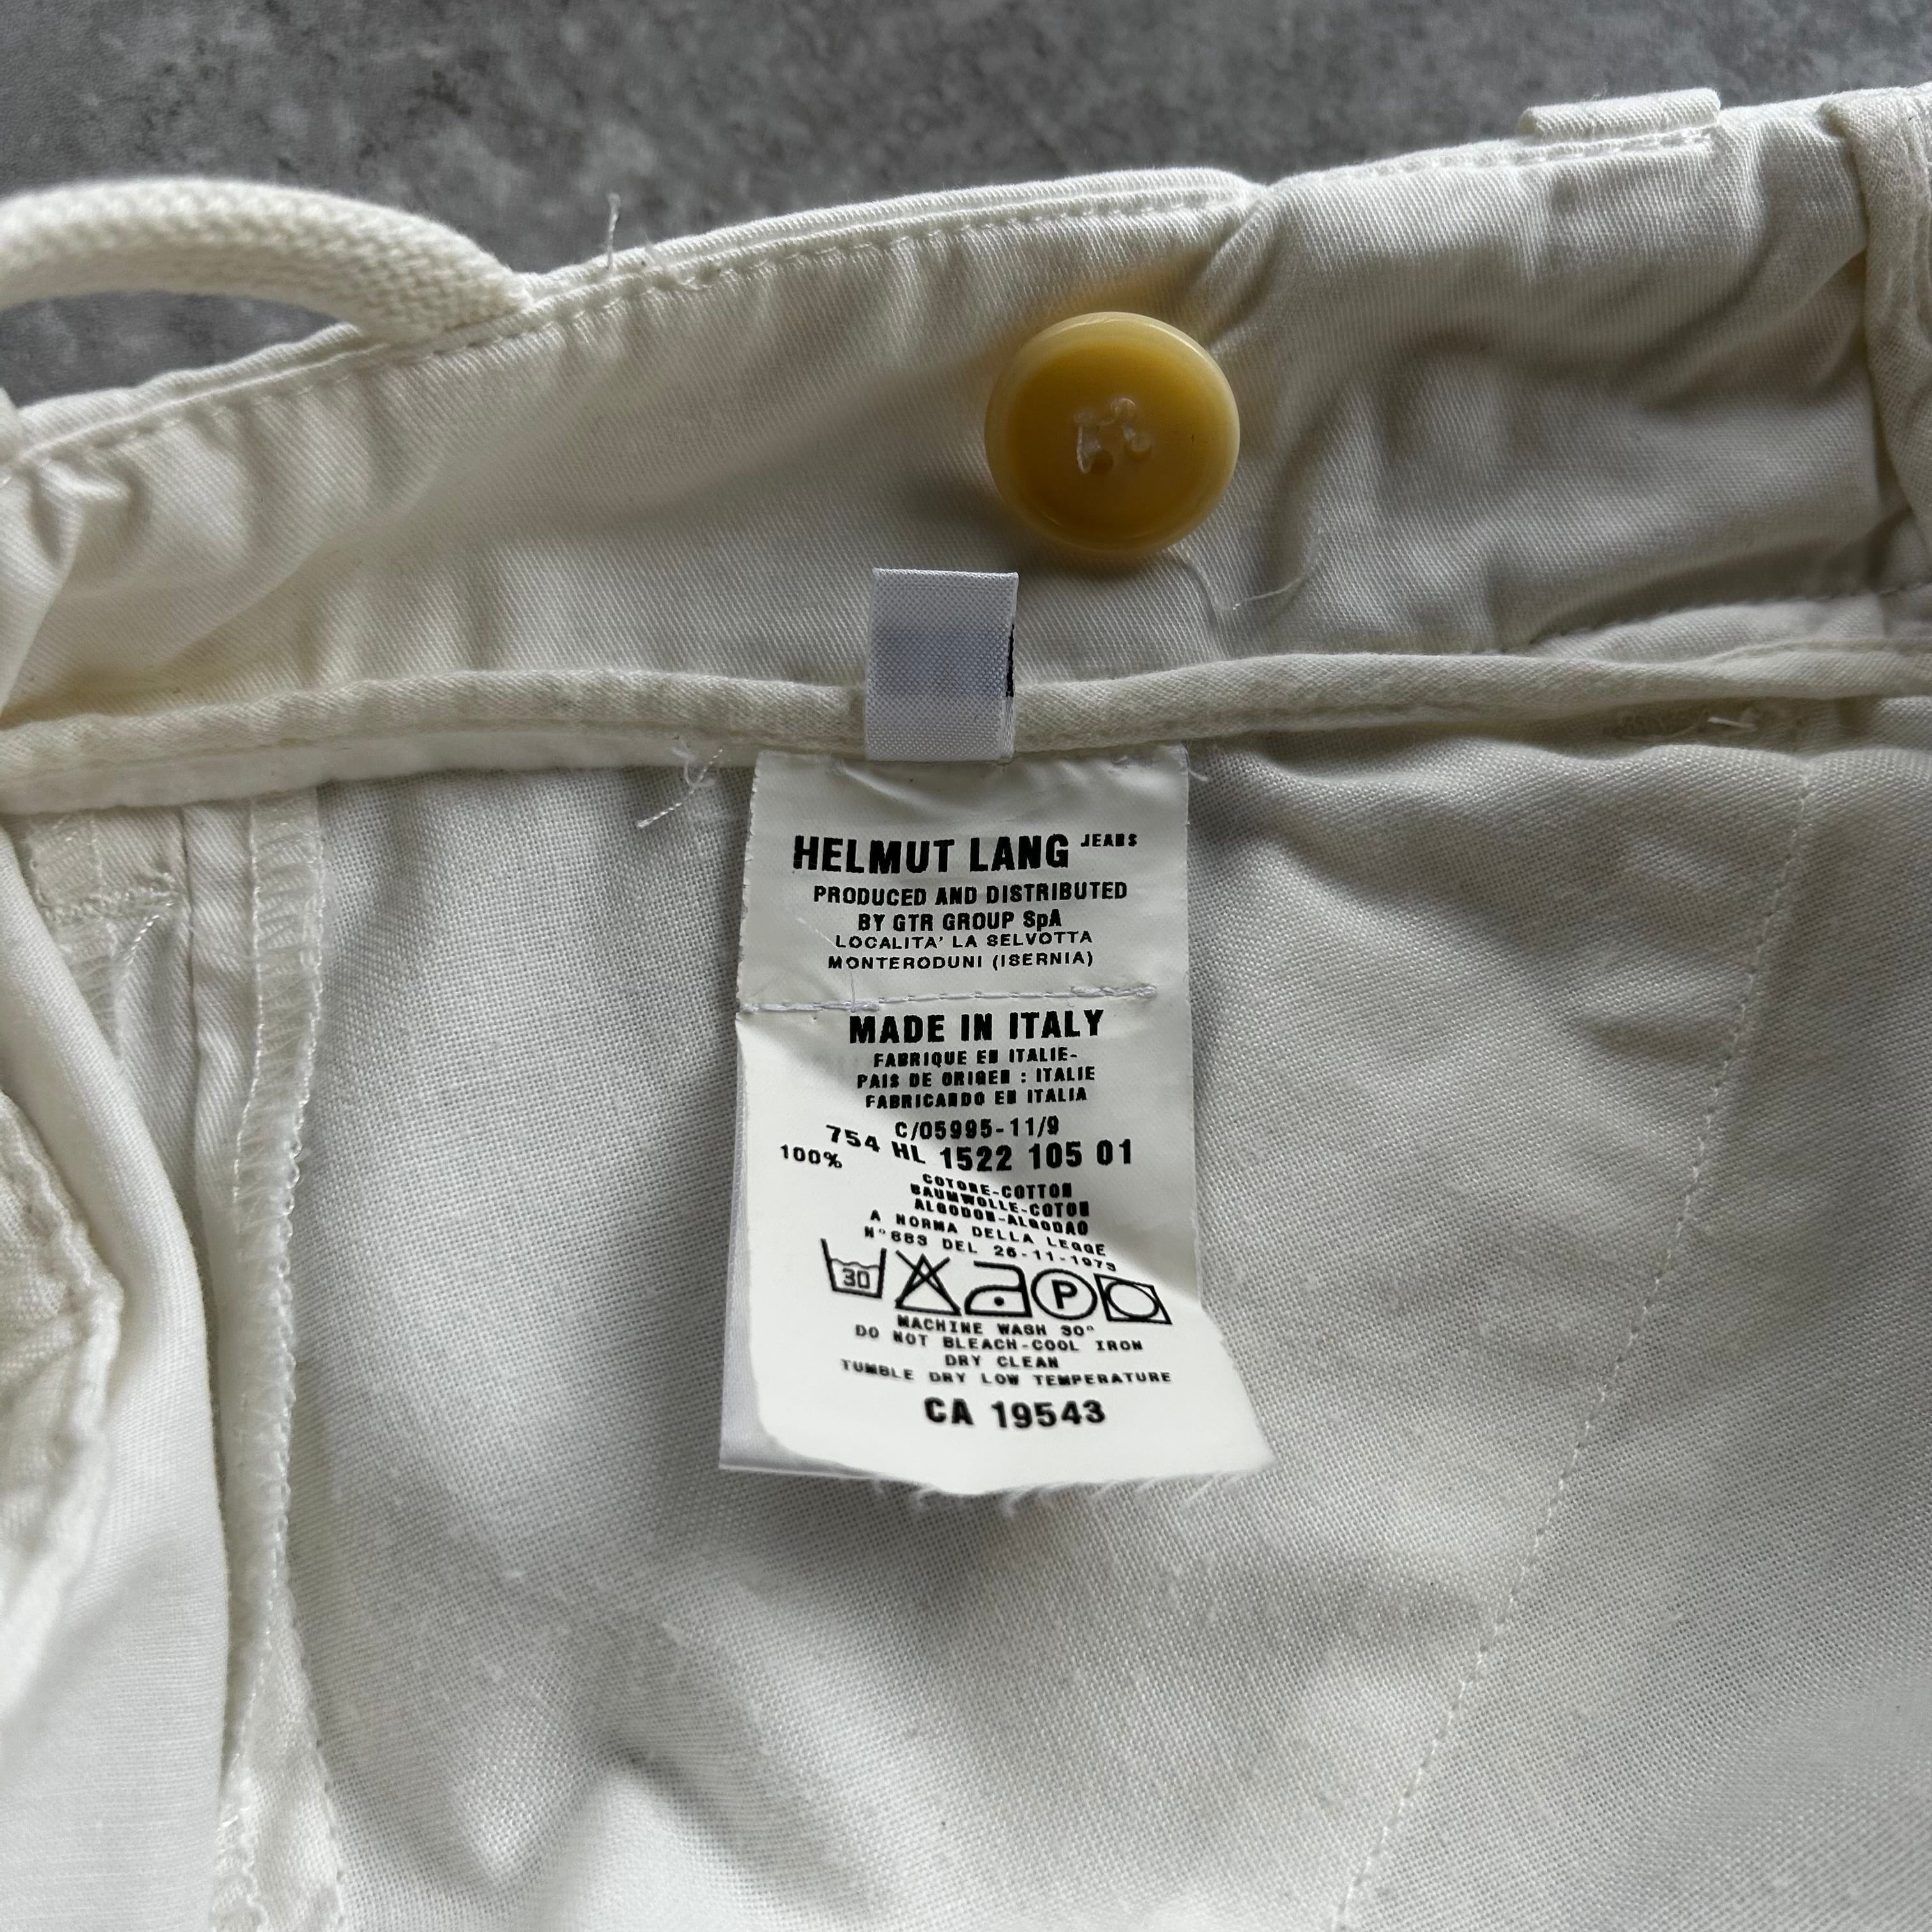 HELMUT LANG JEANS
PRODUCED AND DISTRIBUTED
BY GTR GROUP SpA
LOCALITA' LA SELVOTTA
MONTERODUNI (ISERNIA)
MADE IN ITALY
FABRIQUE EN ITALIE-
PAIS DE ORIGEN : ITALIE
FABRICANDO EN ITALIA
C/05995-11/9
754 HL 1522 105 01
100%
COTONE-COTTON
BAUMWOLLE-COTON
ALGODON-ALGODAO
A NORMA DELLA LEGGE
N°883 DEL 26-11-1973
30 P
MACHINE WASH 30°
DO NOT BLEACH-COOL IRON
DRY CLEAN
TUMBLE DRY LOW TEMPERATURE
CA 19543